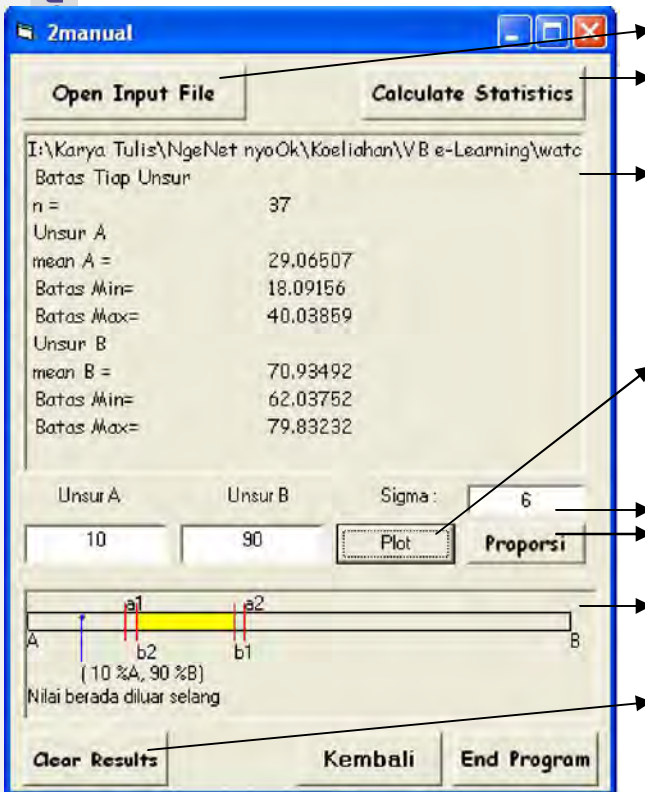 2manual
Open Input File Calculate Statistics
I:\Karya Tulis\NgeNet nyoOk\Koeliahan\VB e-Learning\watc
Batas Tiap Unsur
n = 37
Unsur A
mean A = 29.06507
Batas Min= 18.09156
Batas Max= 40.03859
Unsur B
mean B = 70.93492
Batas Min= 62.03752
Batas Max= 79.83232
Unsur A Unsur B Sigma : 6
10 90 Plot Proporsi
a1 a2
A b2 b1 B
( 10 %A, 90 %B)
Nilai berada diluar selang
Clear Results Kembali End Program